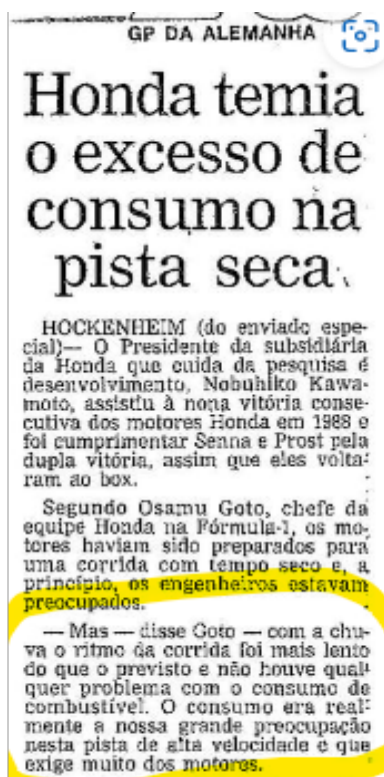 GP DA ALEMANHA
Honda temia
o excesso de
consumo na
pista seca
HOCKENHEIM (do enviado espe-
cial)— O Presidente da subsidiária
da Honda que cuida da pesquisa e
desenvolvimento, Nobuhiko Kawa-
moto, assistiu à nona vitória conse-
cutiva dos motores Honda em 1988 e
foi cumprimentar Senna e Prost pela
dupla vitória, assim que eles volta-
ram ao box.
Segundo Osamu Goto, chefe da
equipe Honda na Fórmula-1, os mo-
tores haviam sido preparados para
uma corrida com tempo seco e, a
princípio, os engenheiros estavam
preocupados.
— Mas — disse Goto — com a chu-
va o ritmo da corrida foi mais lento
do que o previsto e não houve qual-
quer problema com o consumo de
combustível. O consumo era real-
mente a nossa grande preocupação
nesta pista de alta velocidade e que
exige muito dos motores.